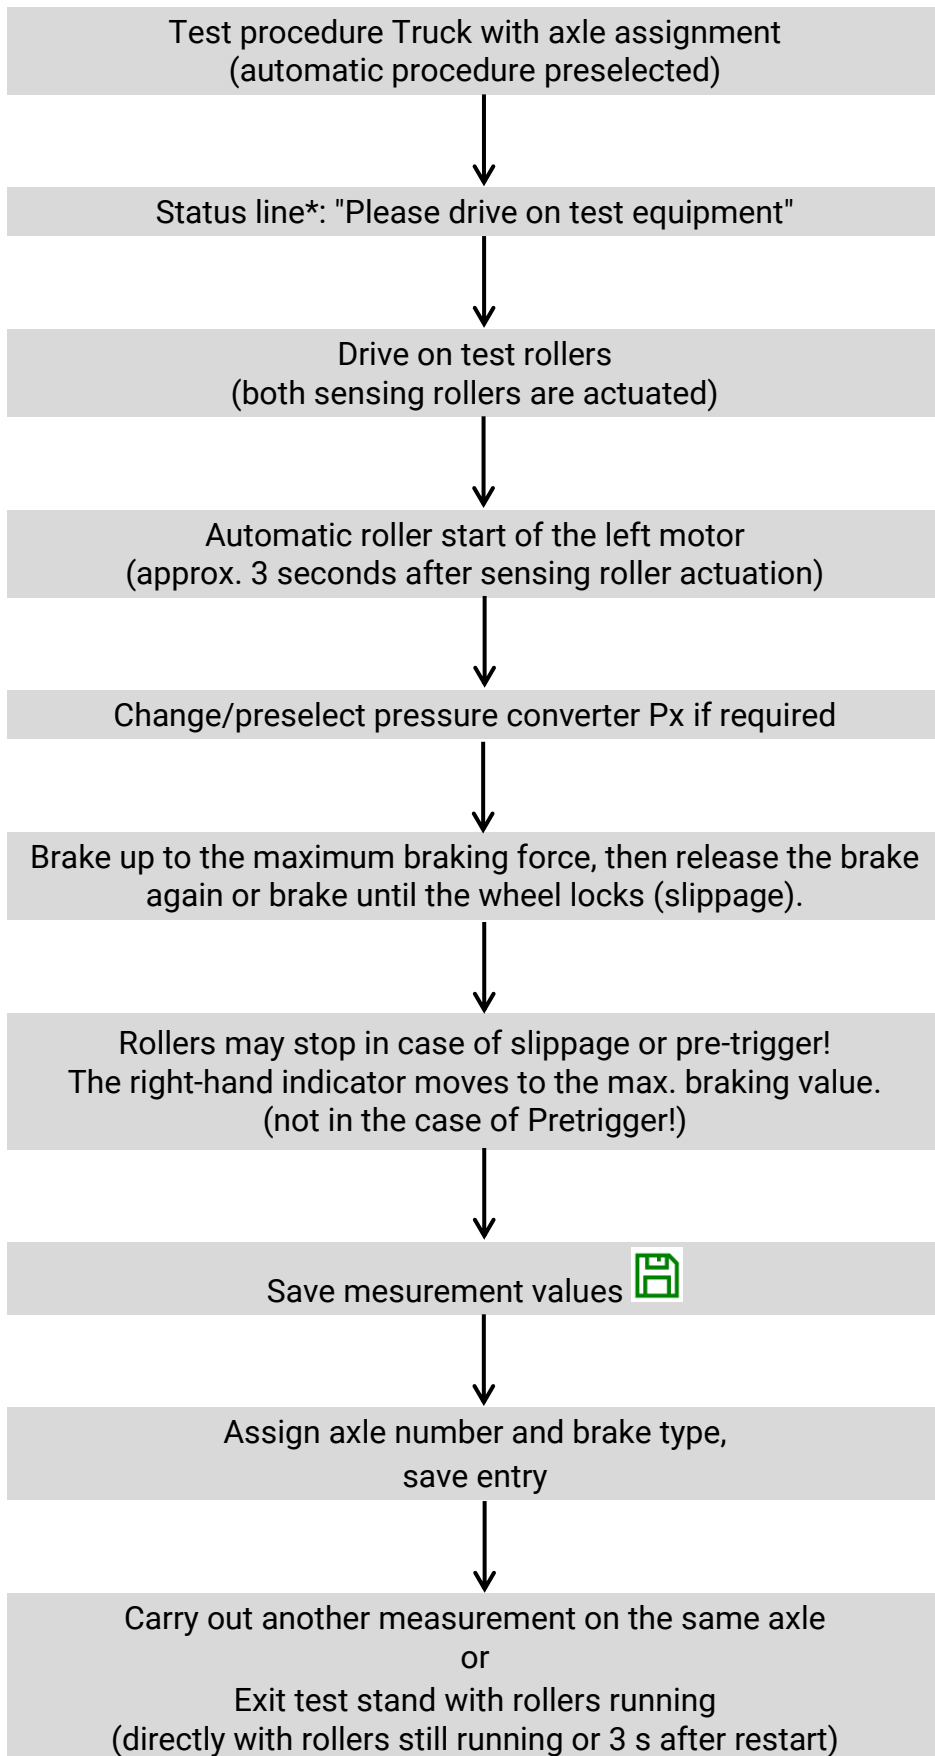 Test procedure Truck with axle assignment
(automatic procedure preselected)
Status line*: "Please drive on test equipment"
Drive on test rollers
(both sensing rollers are actuated)
Automatic roller start of the left motor
(approx. 3 seconds after sensing roller actuation)
Change/preselect pressure converter Px if required
Brake up to the maximum braking force, then release the brake
again or brake until the wheel locks (slippage).
Rollers may stop in case of slippage or pre-trigger!
The right-hand indicator moves to the max. braking value.
(not in the case of Pretrigger!)
Save mesurement values
Assign axle number and brake type,
save entry
Carry out another measurement on the same axle
or
Exit test stand with rollers running
(directly with rollers still running or 3 s after restart)